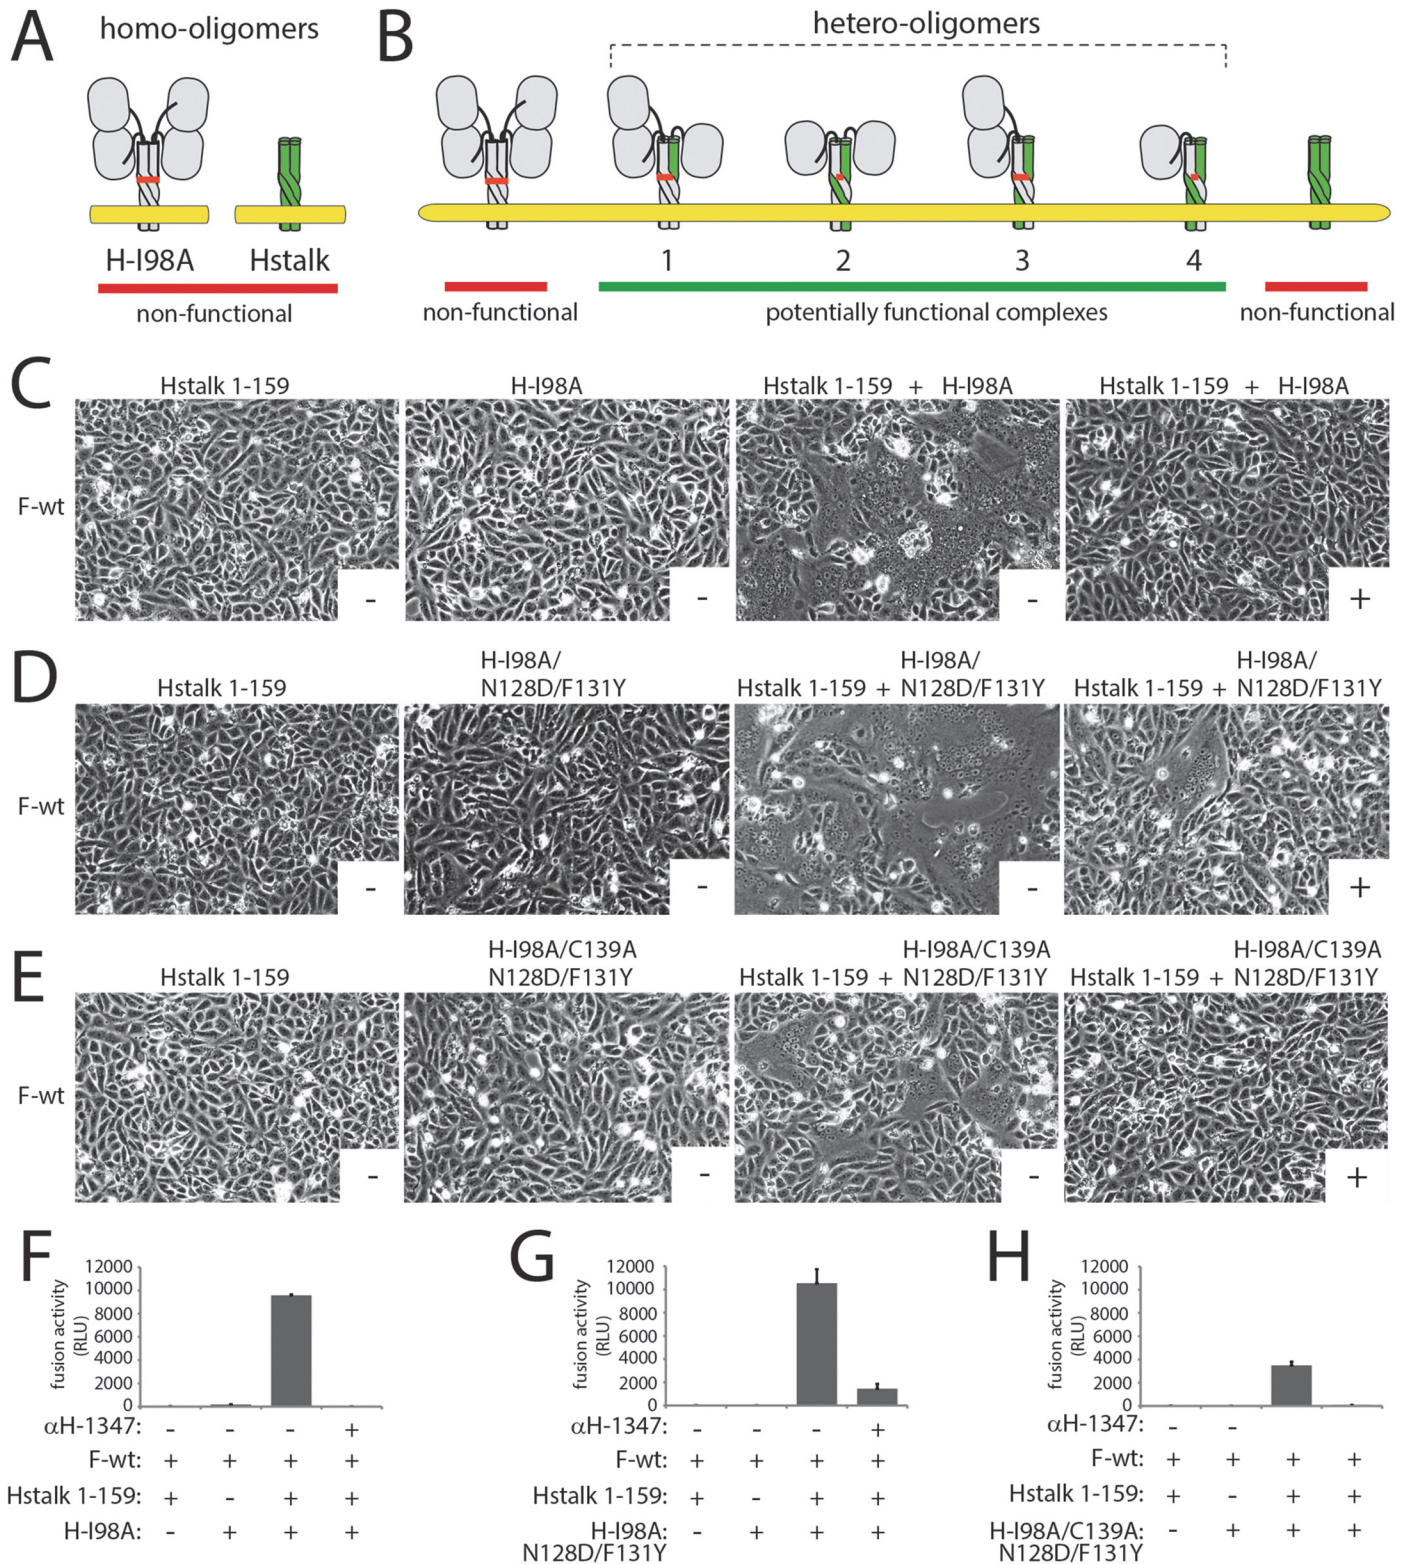 A
homo-oligomers
H-I98A
Hstalk
non-functional
B
hetero-oligomers
1
2
3
4
non-functional
potentially functional complexes
non-functional
C
Hstalk 1-159
H-I98A
Hstalk 1-159 + H-I98A
Hstalk 1-159 + H-I98A
F-wt
-
-
-
+
D
Hstalk 1-159
H-I98A/
N128D/F131Y
H-I98A/
Hstalk 1-159 + N128D/F131Y
H-I98A/
Hstalk 1-159 + N128D/F131Y
F-wt
-
-
-
+
E
Hstalk 1-159
H-I98A/C139A
N128D/F131Y
H-I98A/C139A
Hstalk 1-159 + N128D/F131Y
H-I98A/C139A
Hstalk 1-159 + N128D/F131Y
F-wt
-
-
-
+
F
fusion activity
(RLU)
12000
10000
8000
6000
4000
2000
0
αH-1347: - - - +
F-wt: + + + +
Hstalk 1-159: + - + +
H-I98A: - + + +
G
fusion activity
(RLU)
12000
10000
8000
6000
4000
2000
0
- - - +
+ + + +
Hstalk 1-159: + - + +
H-I98A: - + + +
N128D/F131Y
H
fusion activity
(RLU)
12000
10000
8000
6000
4000
2000
0
αH-1347: - -
F-wt: + + + +
Hstalk 1-159: + - + +
H-I98A/C139A: - + + +
N128D/F131Y